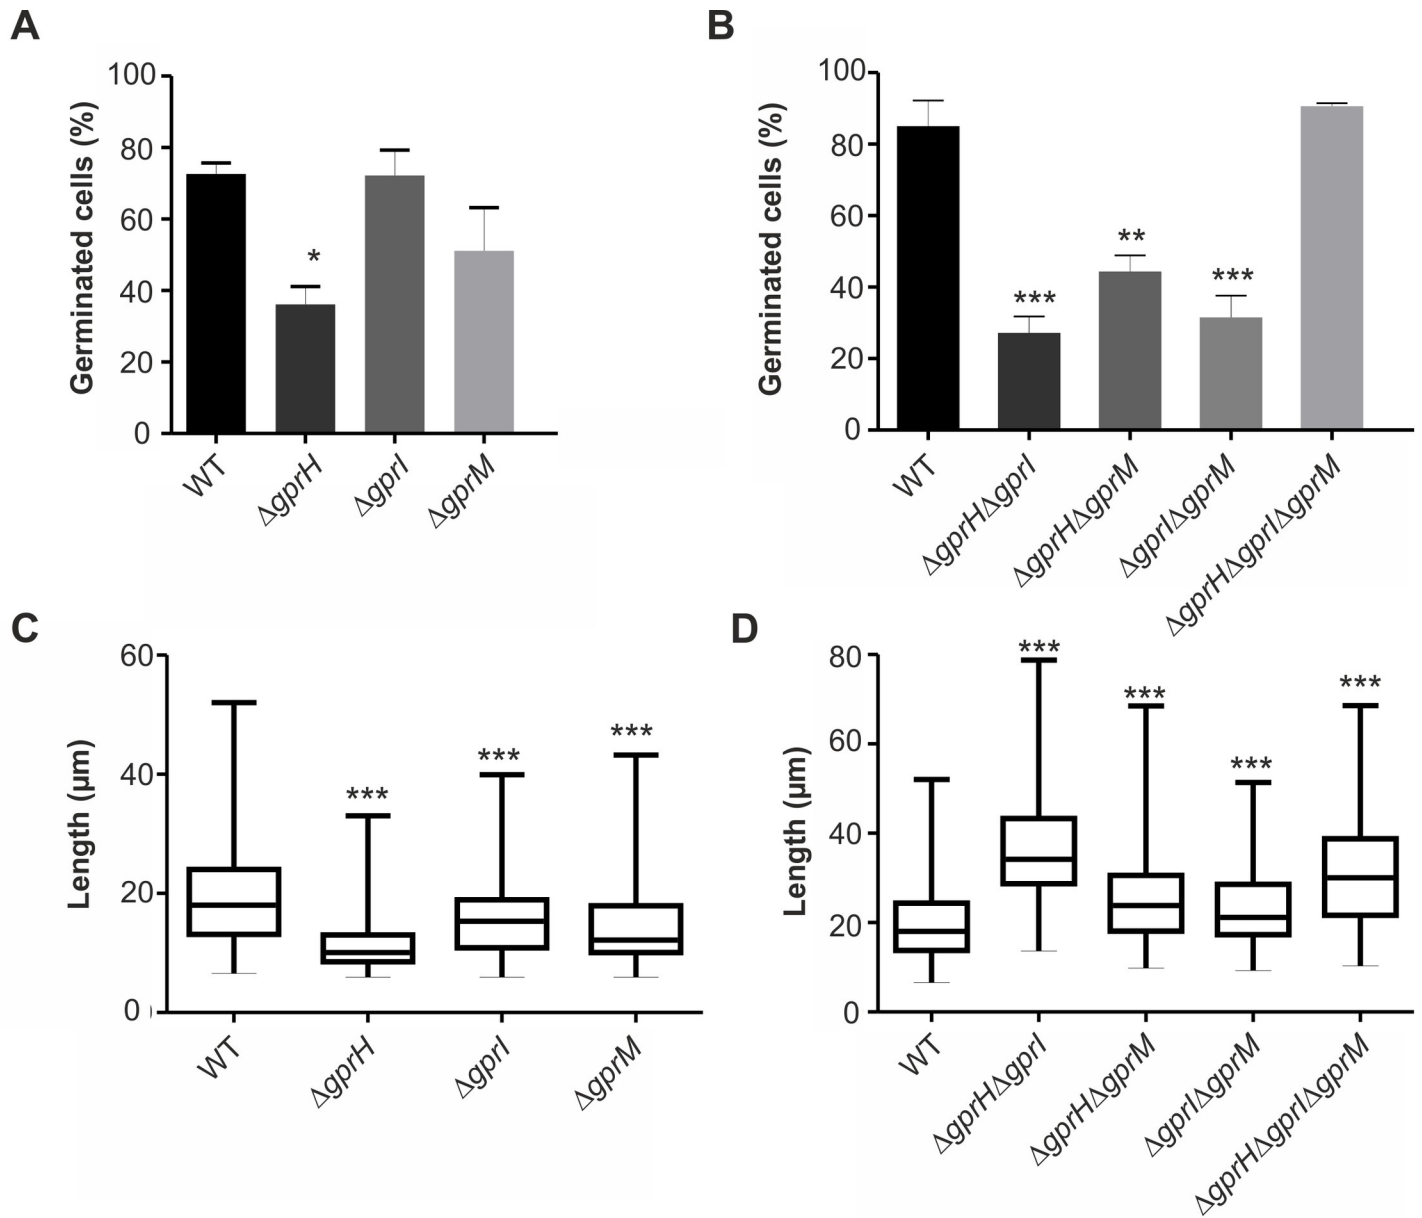 A
Germinated cells (%)
100
80
60
40
20
0
*
WT
ΔgprH
ΔgprI
ΔgprM
B
Germinated cells (%)
100
80
60
40
20
0
***
**
***
WT
ΔgprHΔgprI
ΔgprHΔgprM
ΔgprIΔgprM
ΔgprHΔgprIΔgprM
C
Length (µm)
60
40
20
0
***
***
***
WT
ΔgprH
ΔgprI
ΔgprM
D
Length (µm)
80
60
40
20
0
***
***
***
***
WT
ΔgprHΔgprI
ΔgprHΔgprM
ΔgprIΔgprM
ΔgprHΔgprIΔgprM